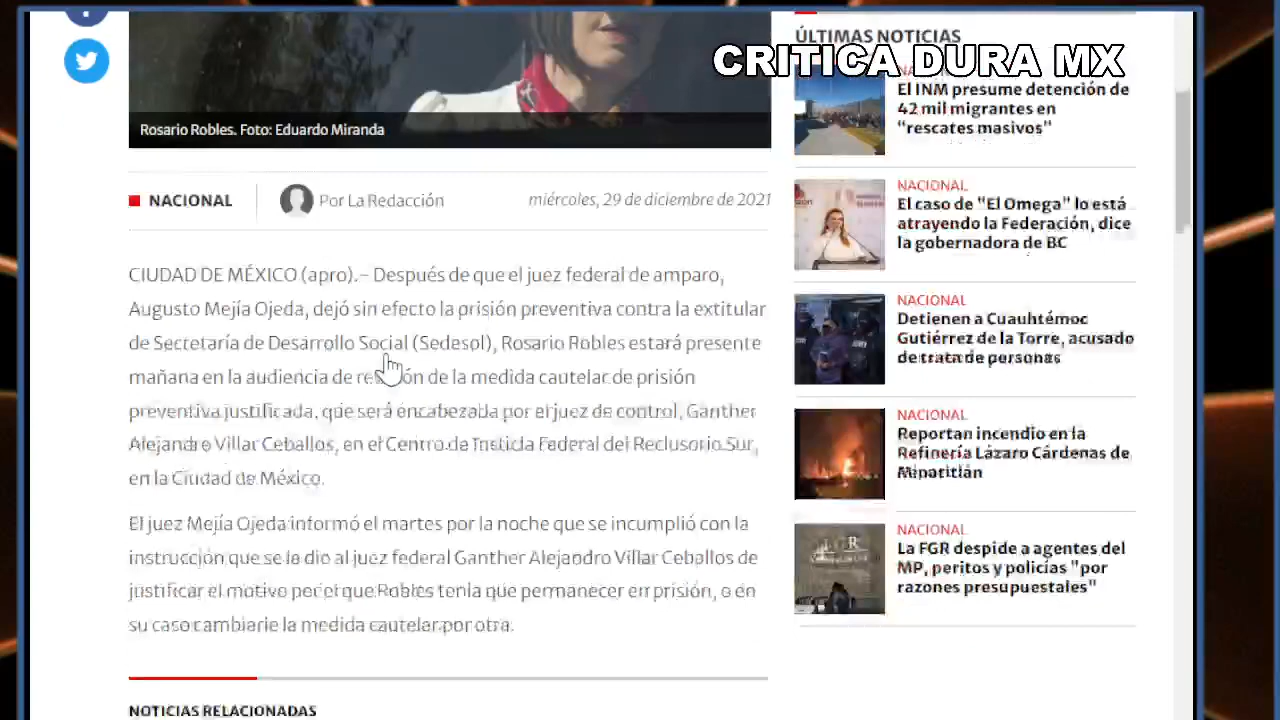 CRITICA DURA MX
Rosario Robles. Foto: Eduardo Miranda
NACIONAL
Por La Redacción
miércoles, 29 de diciembre de 2021
CIUDAD DE MÉXICO (apro).– Después de que el juez federal de amparo,
Augusto Mejía Ojeda, dejó sin efecto la prisión preventiva contra la extitular
de Secretaría de Desarrollo Social (Sedesol), Rosario Robles estará presente
mañana en la audiencia de de la medida cautelar de prisión
preventiva justificada, que será encabezada por el juez de control, Ganther
Alejandro Villar Ceballos, en el Centro de Justicia Federal del Reclusorio Sur,
en la Ciudad de México.
El juez Mejía Ojeda informó el martes por la noche que se incumplió con la
instrucción que se la dio al juez federal Ganther Alejandro Villar Ceballos de
justificar el motivo por el que Robles tenía que permanecer en prisión, o en
su caso cambiarle la medida cautelar por otra.
NOTICIAS RELACIONADAS
ÚLTIMAS NOTICIAS
El INM presume detención de
42 mil migrantes en
“rescates masivos”
NACIONAL
El caso de “El Omega” lo está
atrayendo la Federación, dice
la gobernadora de BC
NACIONAL
Detienen a Cuauhtémoc
Gutiérrez de la Torre, acusado
de trata de personas
NACIONAL
Reportan incendio en la
Refinería Lázaro Cárdenas de
Minatitlán
NACIONAL
La FGR despide a agentes del
MP, peritos y policías "por
razones presupuestales"